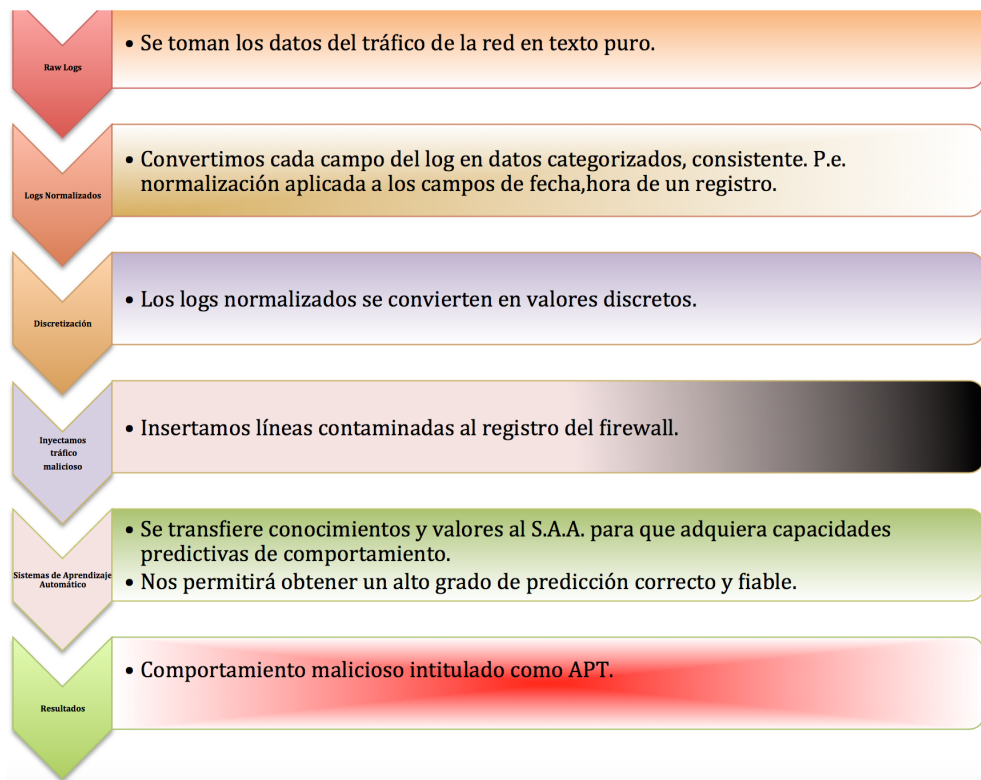 Raw Logs
• Se toman los datos del tráfico de la red en texto puro.
Logs Normalizados
• Convertimos cada campo del log en datos categorizados, consistente. P.e.
normalización aplicada a los campos de fecha,hora de un registro.
Discretización
• Los logs normalizados se convierten en valores discretos.
Inyectamos
tráfico
malicioso
• Insertamos líneas contaminadas al registro del firewall.
Sistemas de Aprendizaje
Automático
• Se transfiere conocimientos y valores al S.A.A. para que adquiera capacidades
predictivas de comportamiento.
• Nos permitirá obtener un alto grado de predicción correcto y fiable.
Resultados
• Comportamiento malicioso intitulado como APT.